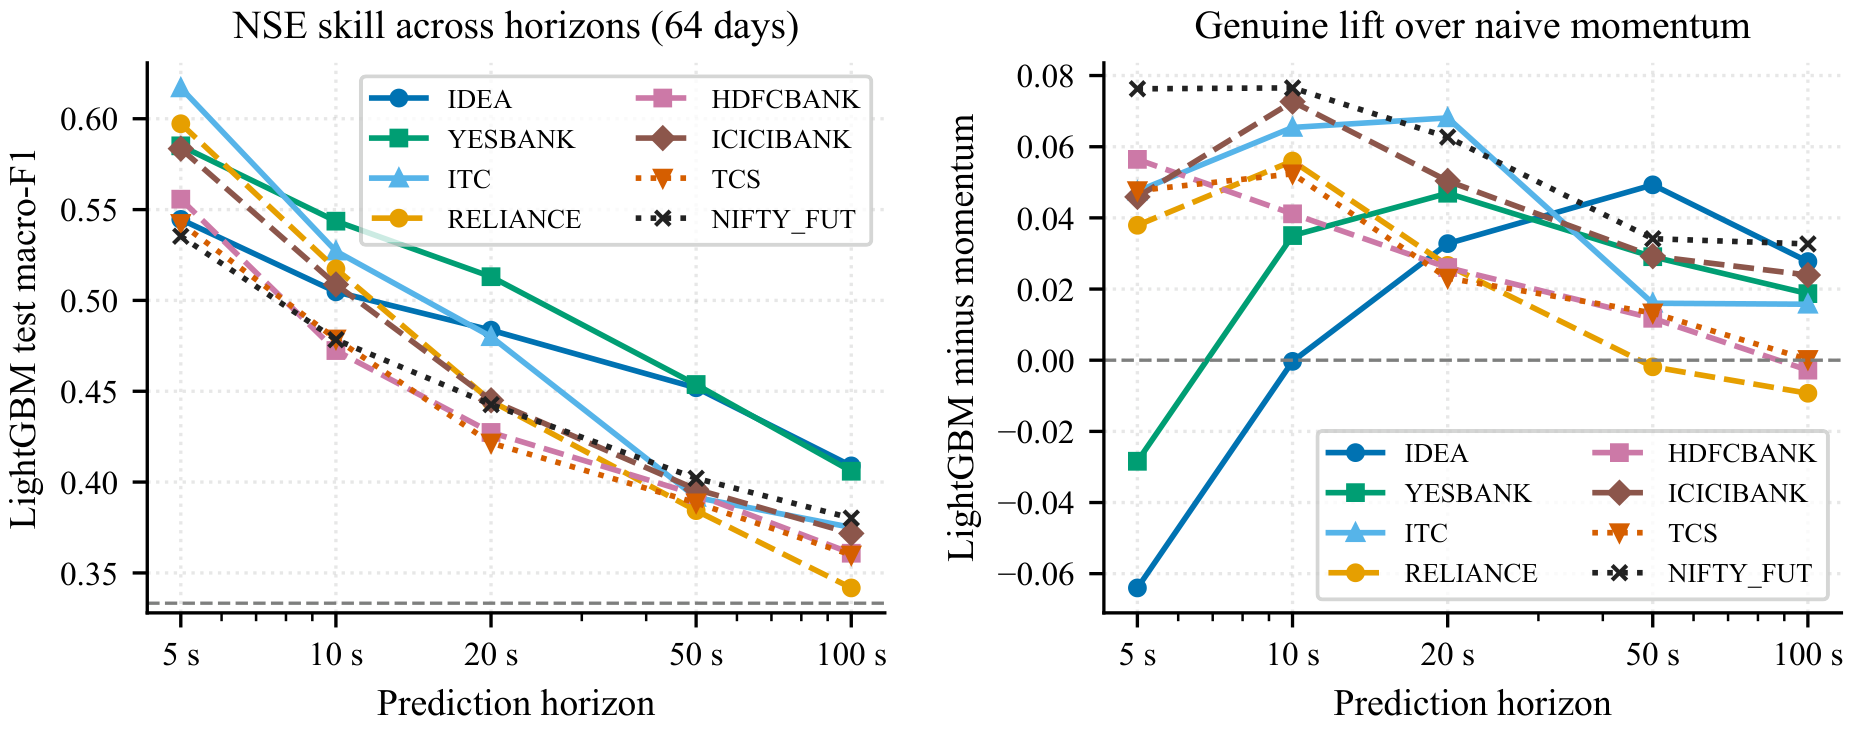 NSE skill across horizons (64 days)
LightGBM test macro-F1
0.60
0.55
0.50
0.45
0.40
0.35
IDEA
YESBANK
ITC
RELIANCE
HDFCBANK
ICICIBANK
TCS
NIFTY_FUT
5 s
10 s
20 s
50 s
100 s
Prediction horizon
Genuine lift over naive momentum
LightGBM minus momentum
0.08
0.06
0.04
0.02
0.00
−0.02
−0.04
−0.06
IDEA
YESBANK
ITC
RELIANCE
HDFCBANK
ICICIBANK
TCS
NIFTY_FUT
5 s
10 s
20 s
50 s
100 s
Prediction horizon